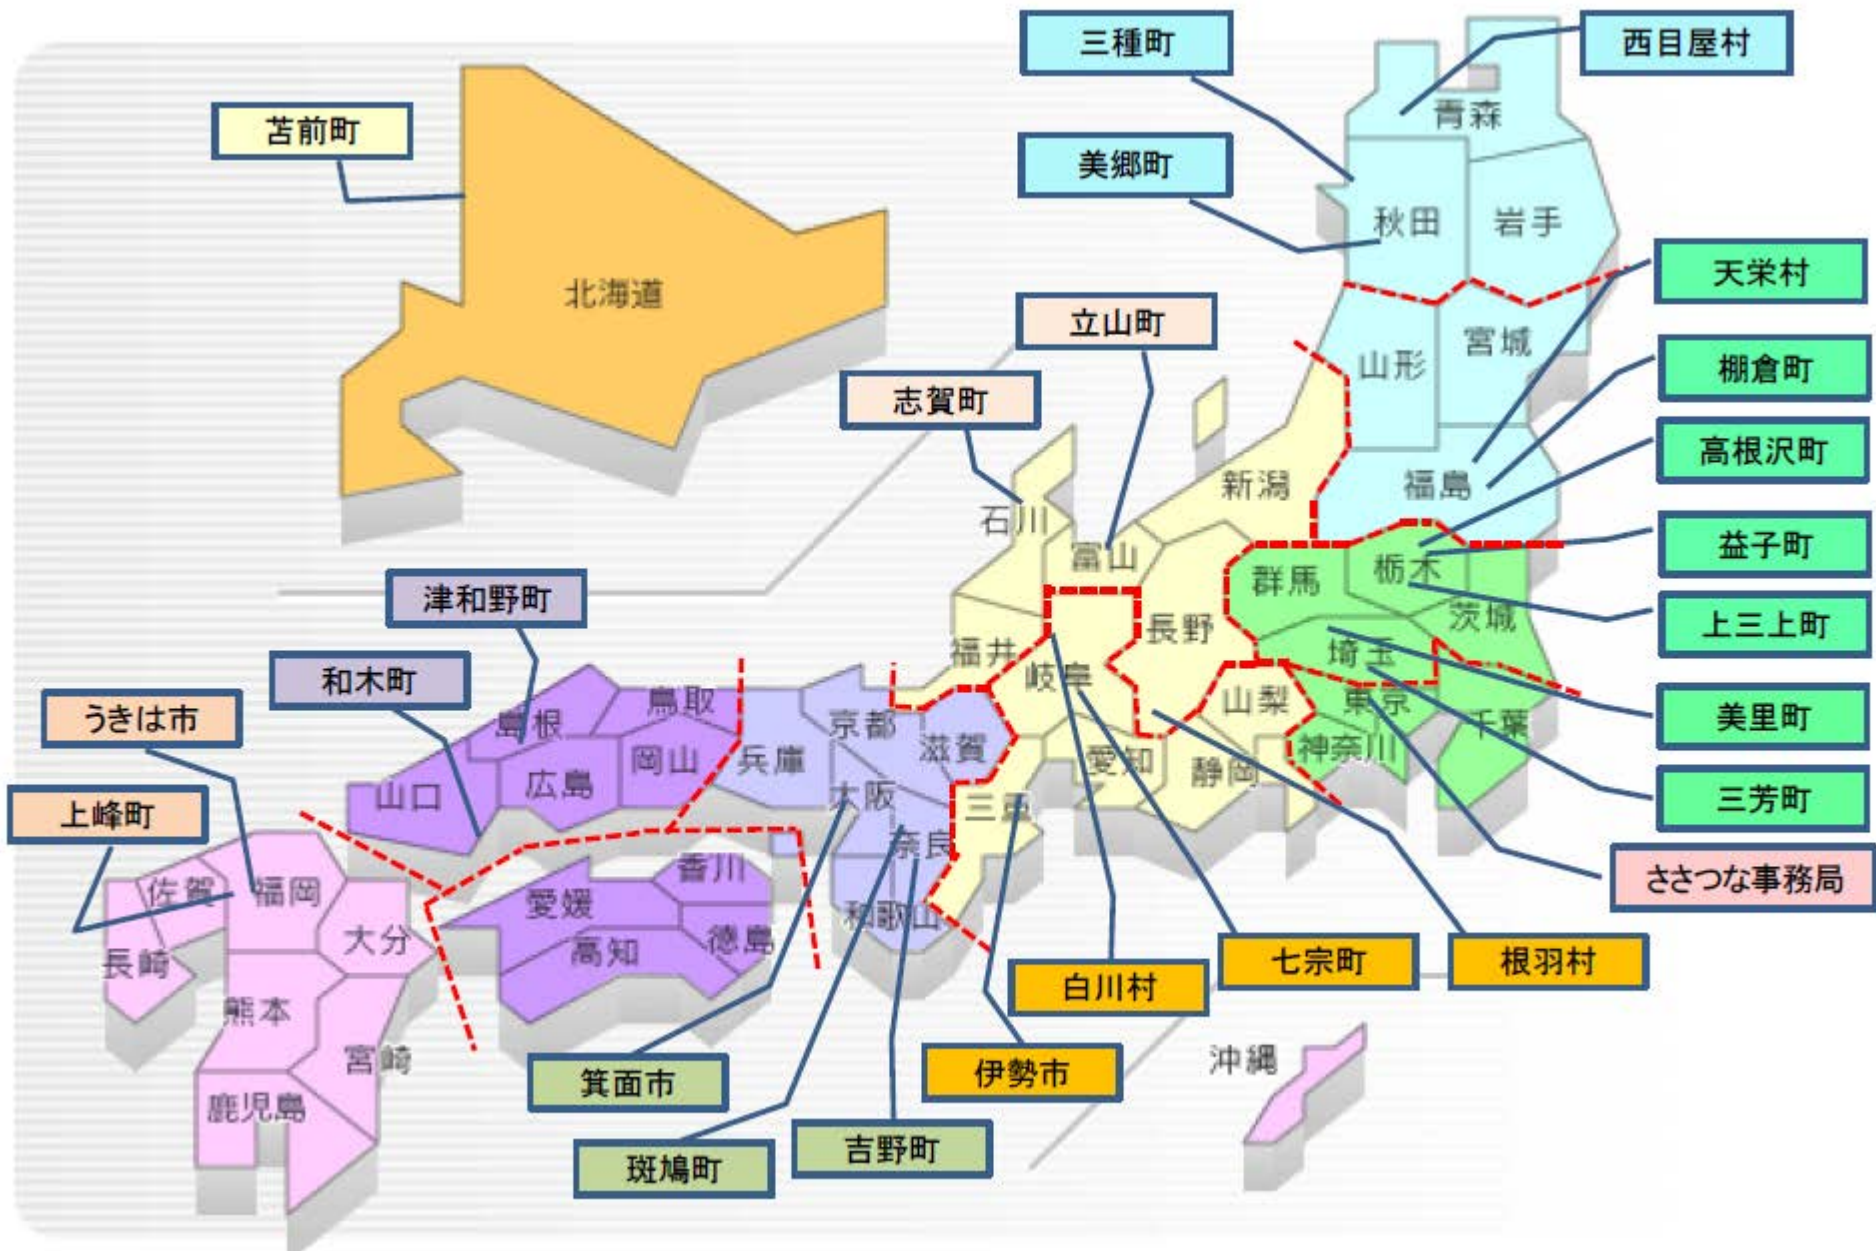 三種町
西目屋村
苫前町
青森
美郷町
秋田
岩手
天栄村
北海道
立山町
宮城
山形
棚倉町
志賀町
高根沢町
新潟
福島
石川
富山
益子町
群馬
栃木
津和野町
長野
茨城
上三上町
福井
埼玉
和木町
岐阜
山梨
鳥取
東京
美里町
うきは市
島根
京都
千葉
滋賀
神奈川
兵庫
岡山
愛知
静岡
広島
山口
大阪
三重
三芳町
上峰町
奈良
香川
ささつな事務局
佐賀
福岡
愛媛
和歌山
大分
徳島
高知
長崎
七宗町
根羽村
白川村
熊本
宮崎
沖縄
伊勢市
箕面市
鹿児島
吉野町
斑鳩町